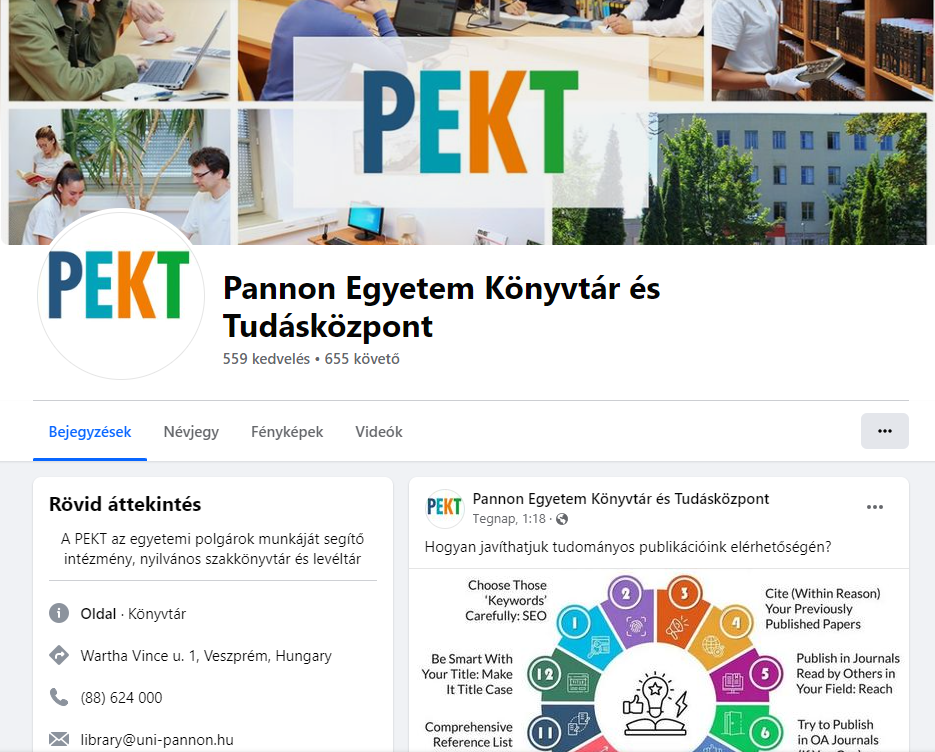 PEKT
PEKT
Pannon Egyetem Könyvtár és
Tudásközpont
559 kedvelés • 655 követő
Bejegyzések
Névjegy
Fényképek
Videók
Rövid áttekintés
A PEKT az egyetemi polgárok munkáját segítő
intézmény, nyilvános szakkönyvtár és levéltár
Oldal · Könyvtár
Wartha Vince u. 1, Veszprém, Hungary
(88) 624 000
library@uni-pannon.hu
PEKT
Pannon Egyetem Könyvtár és Tudásközpont
Tegnap, 1:18 ·
Hogyan javíthatjuk tudományos publikációink elérhetőségén?
Choose Those
'Keywords'
Carefully: SEO
1
2
3
4
Cite (Within Reason)
Your Previously
Published Papers
Be Smart With
Your Title: Make
It Title Case
12
5
Publish in Journals
Read by Others in
Your Field: Reach
Comprehensive
Reference List
11
6
Try to Publish
in OA Journals